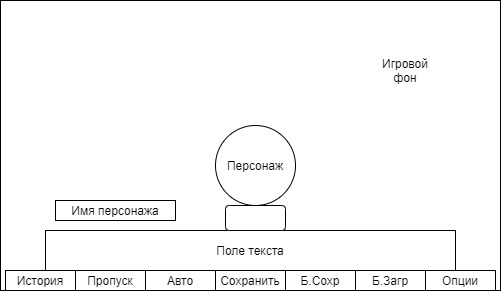 Игровой
фон
Персонаж
Имя персонажа
Поле текста
История Пропуск Авто Сохранить Б.Сохр Б.Загр Опции